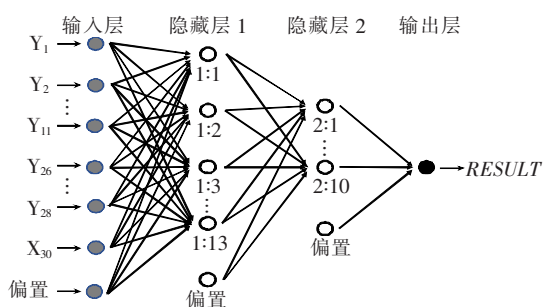 输入层 隐藏层 1 隐藏层 2 输出层
Y1
1:1
Y2
2:1
⋮
1:2
⋮
Y11
Y26
1:3
2:10
RESULT
⋮
⋮
Y28
1:13
偏置
X30
偏置
偏置